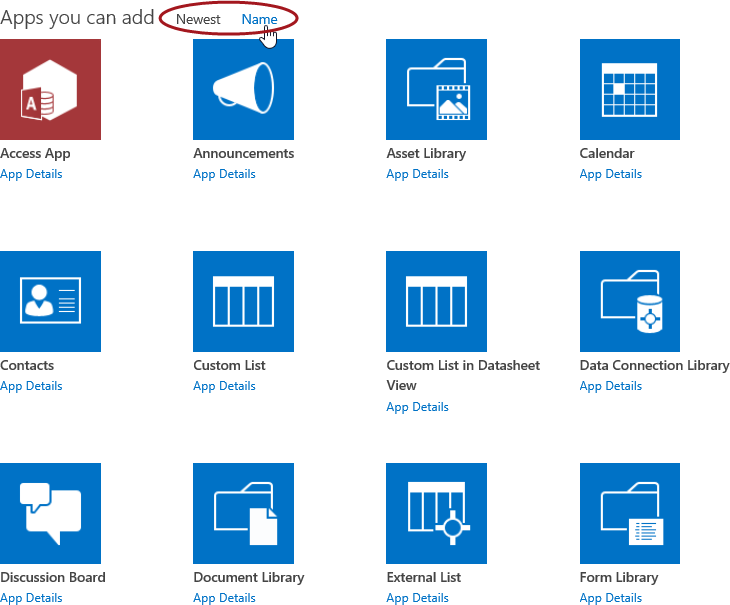 Apps you can add Newest Name
A
Access App
App Details
Announcements
App Details
Asset Library
App Details
Calendar
App Details
Contacts
App Details
Custom List
App Details
Custom List in Datasheet
View
App Details
Data Connection Library
App Details
Discussion Board
App Details
Document Library
App Details
External List
App Details
Form Library
App Details